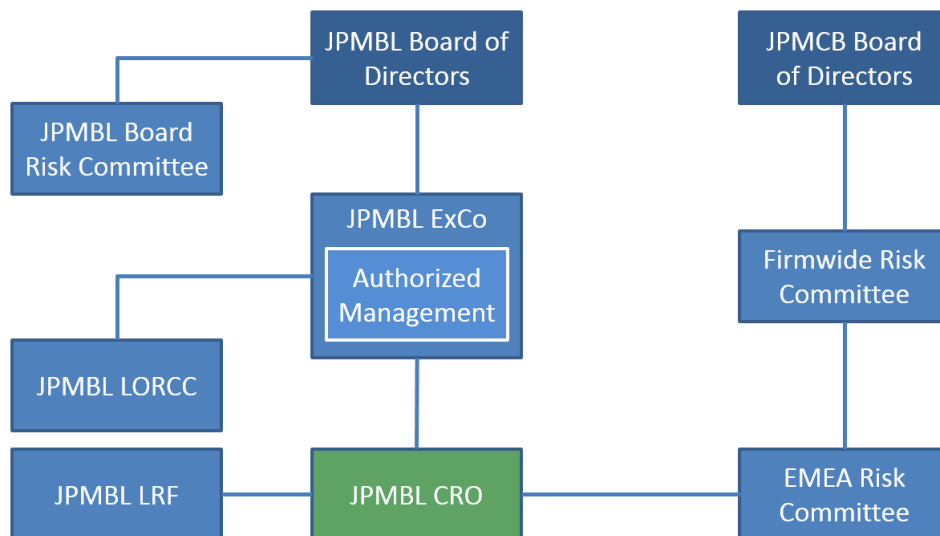 JPMBL Board of
Directors
JPMCB Board
of Directors
JPMBL Board
Risk Committee
JPMBL ExCo
Authorized
Management
Firmwide Risk
Committee
JPMBL LORCC
JPMBL LRF
JPMBL CRO
EMEA Risk
Committee